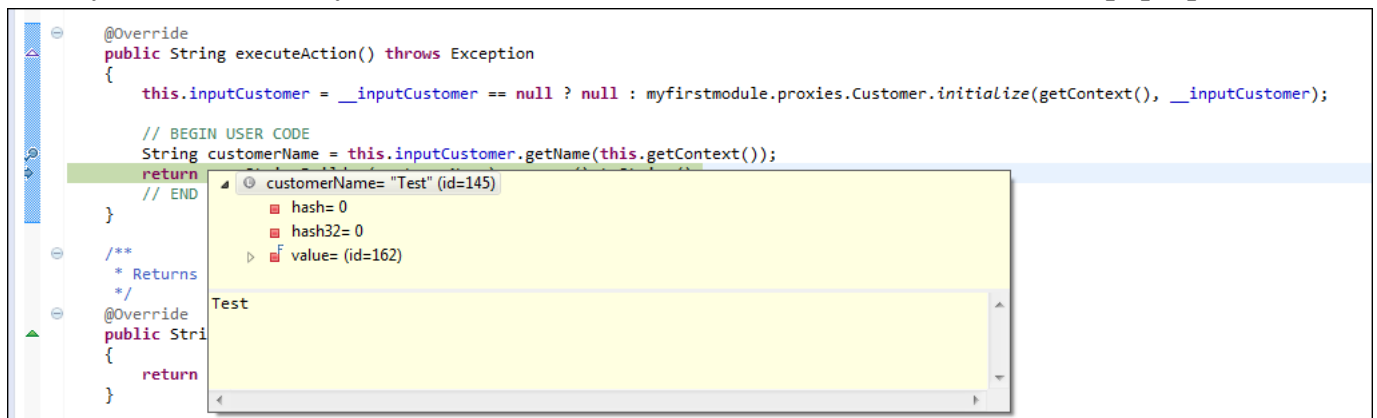 @Override
public String executeAction() throws Exception
{
this.inputCustomer = __inputCustomer == null ? null : myfirstmodule.proxies.Customer.initialize(getContext(), __inputCustomer);
// BEGIN USER CODE
String customerName = this.inputCustomer.getName(this.getContext());
return
// END
customerName= "Test" (id=145)
hash= 0
hash32= 0
value= (id=162)
Test
}
/**
* Returns
*/
@Override
public Stri
{
return
}